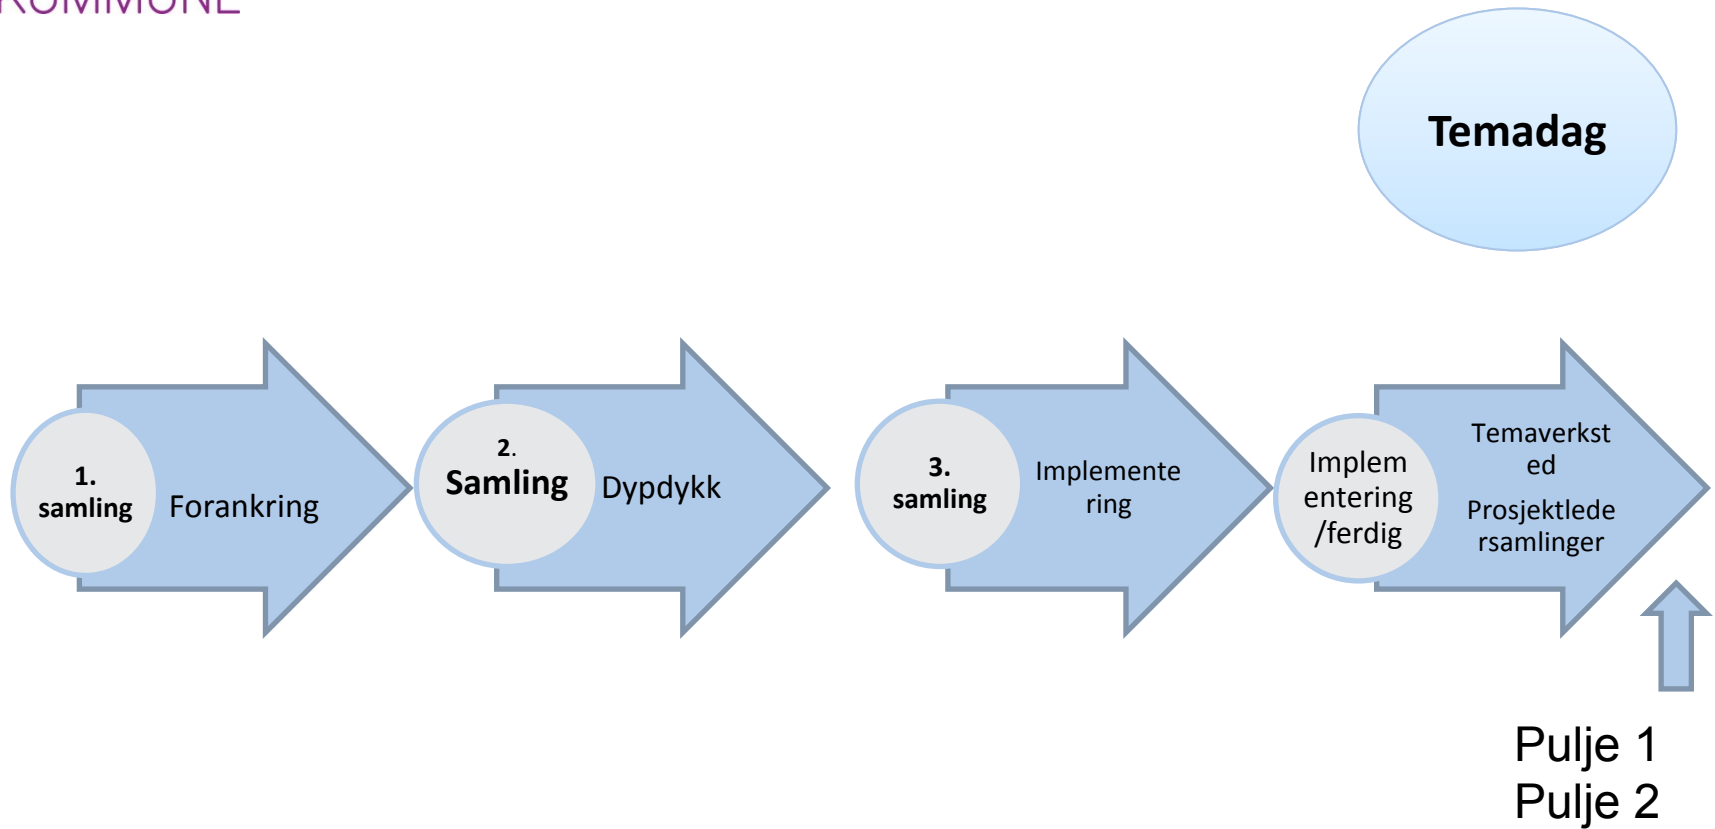 KOMMUNE
Temadag
1.
samling
Forankring
2.
Samling
Dypdykk
3.
samling
Implemente
ring
Implem
entering
/ferdig
Temaverkst
ed
Prosjektlede
rsamlinger
Pulje 1
Pulje 2